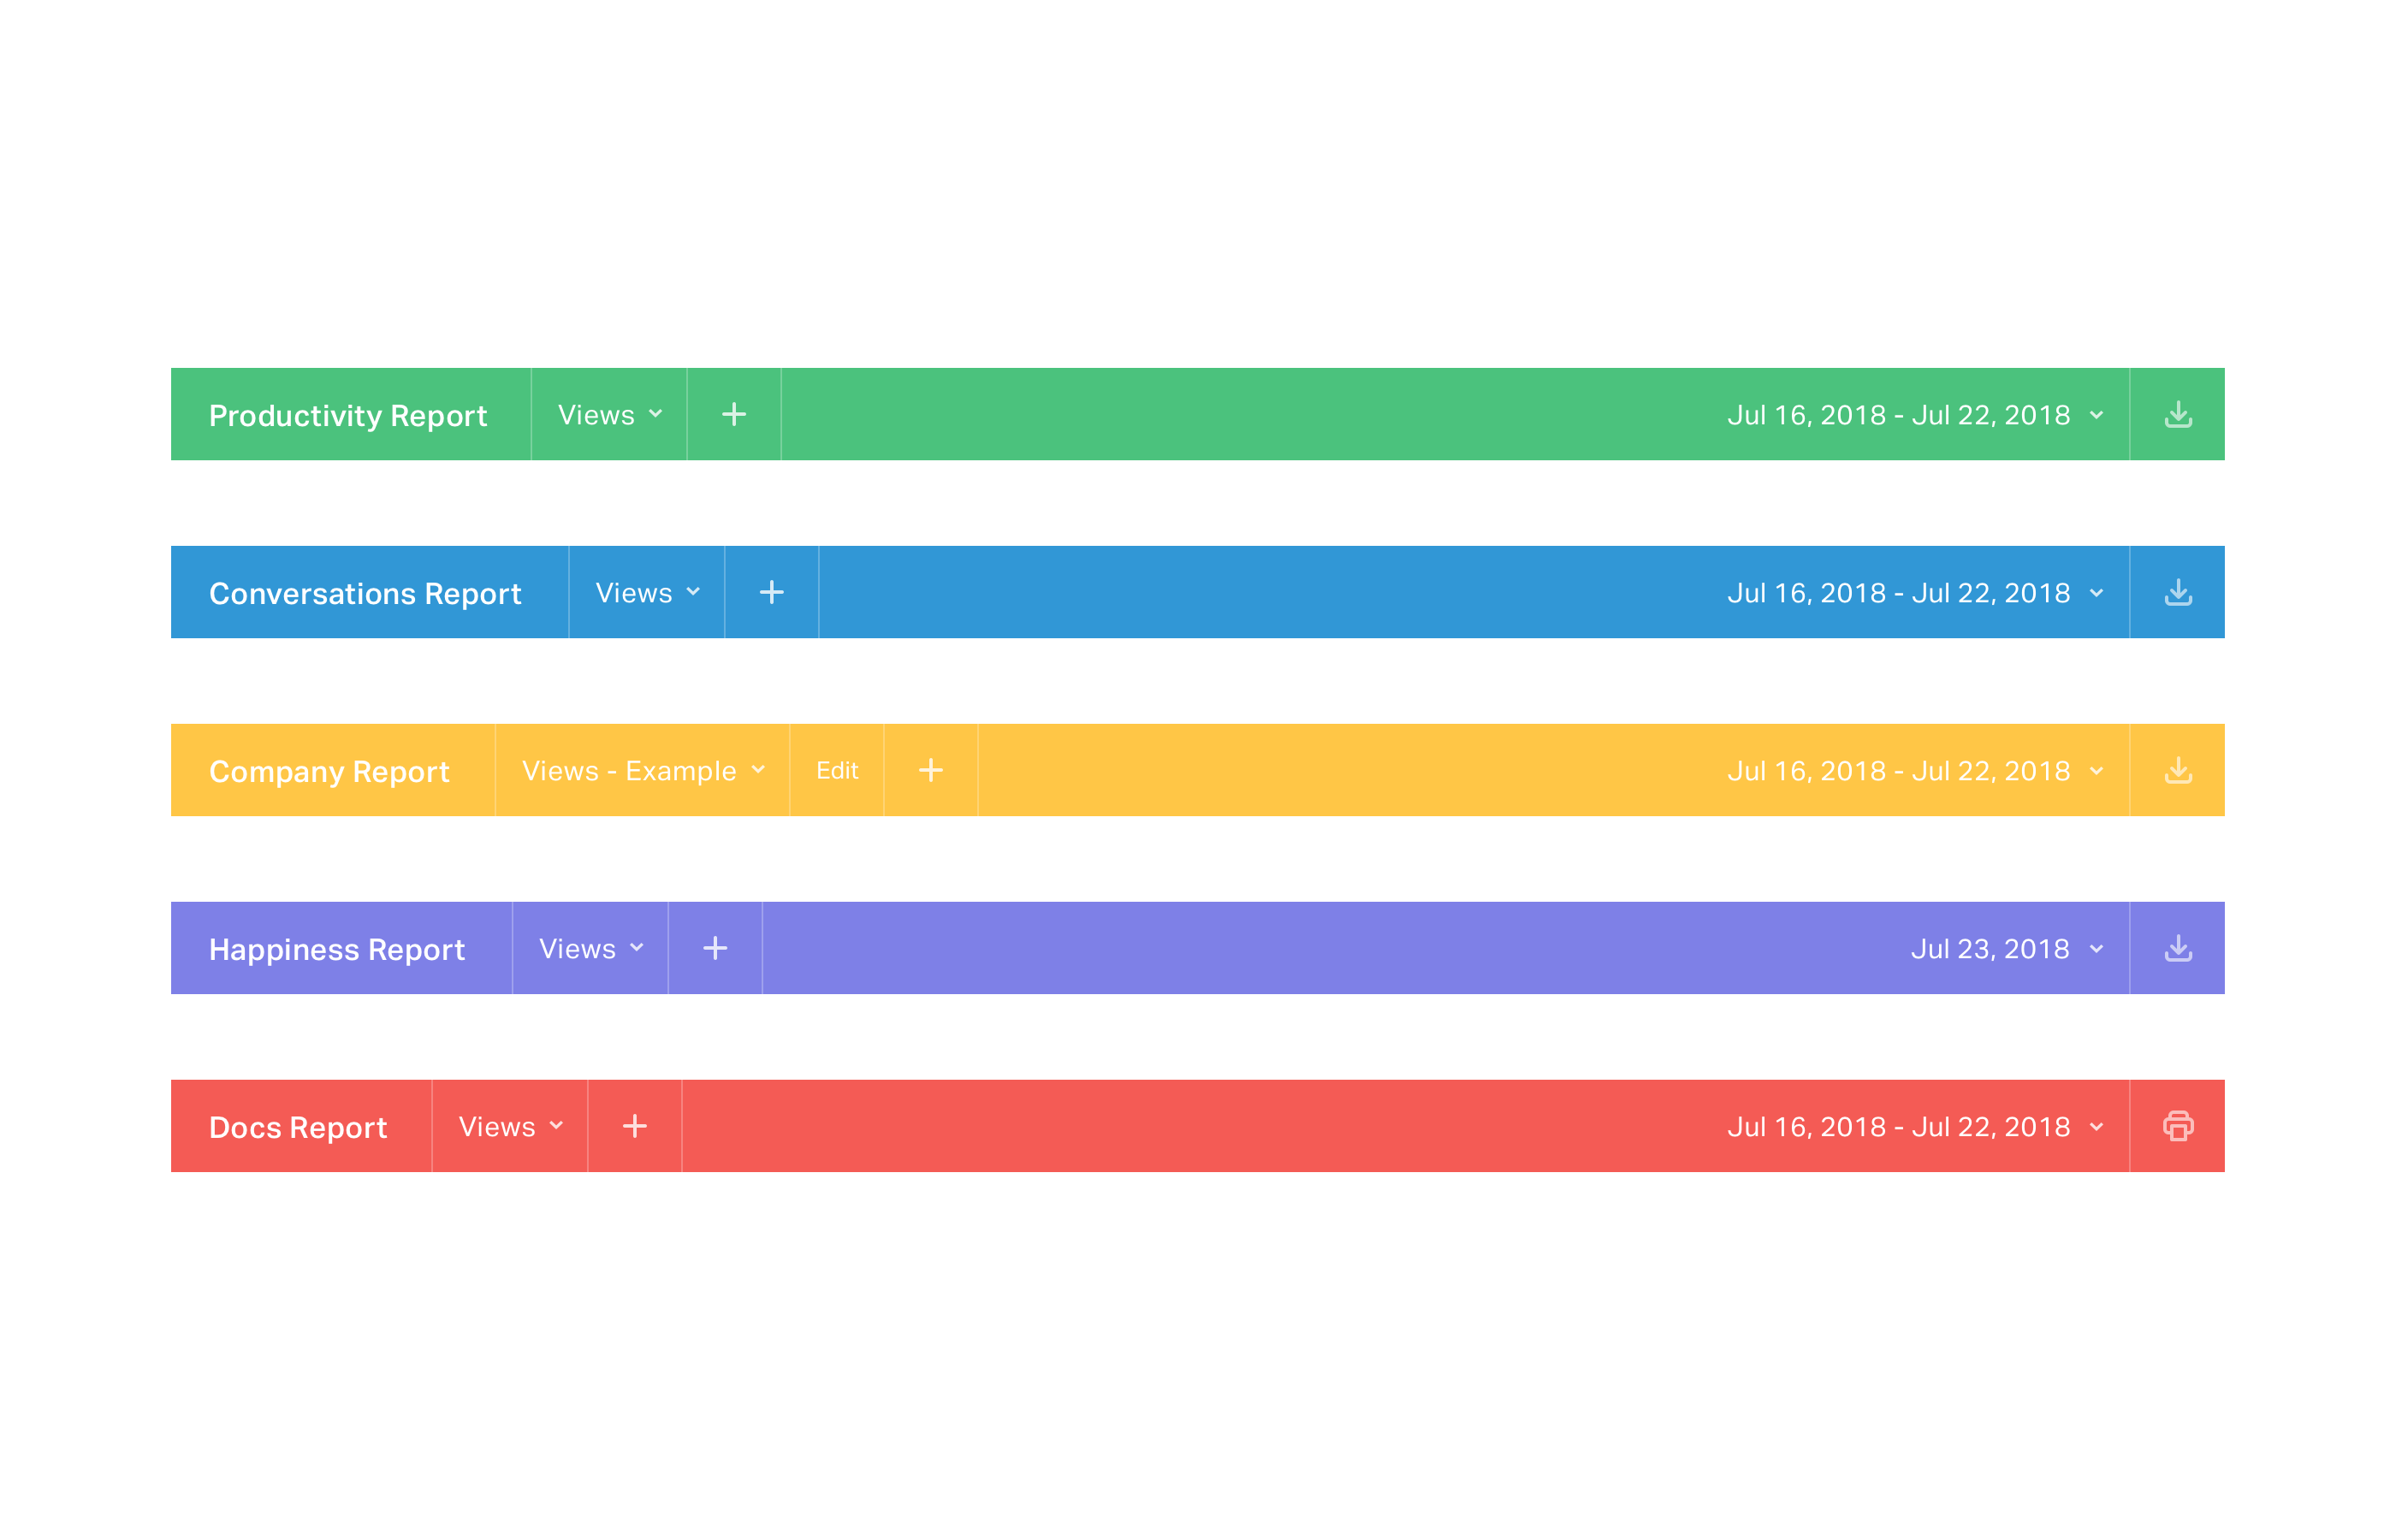 Productivity Report Views Jul 16, 2018 - Jul 22, 2018
Conversations Report Views Jul 16, 2018 - Jul 22, 2018
Company Report Views - Example Edit Jul 16, 2018 - Jul 22, 2018
Happiness Report Views Jul 23, 2018
Docs Report Views Jul 16, 2018 - Jul 22, 2018